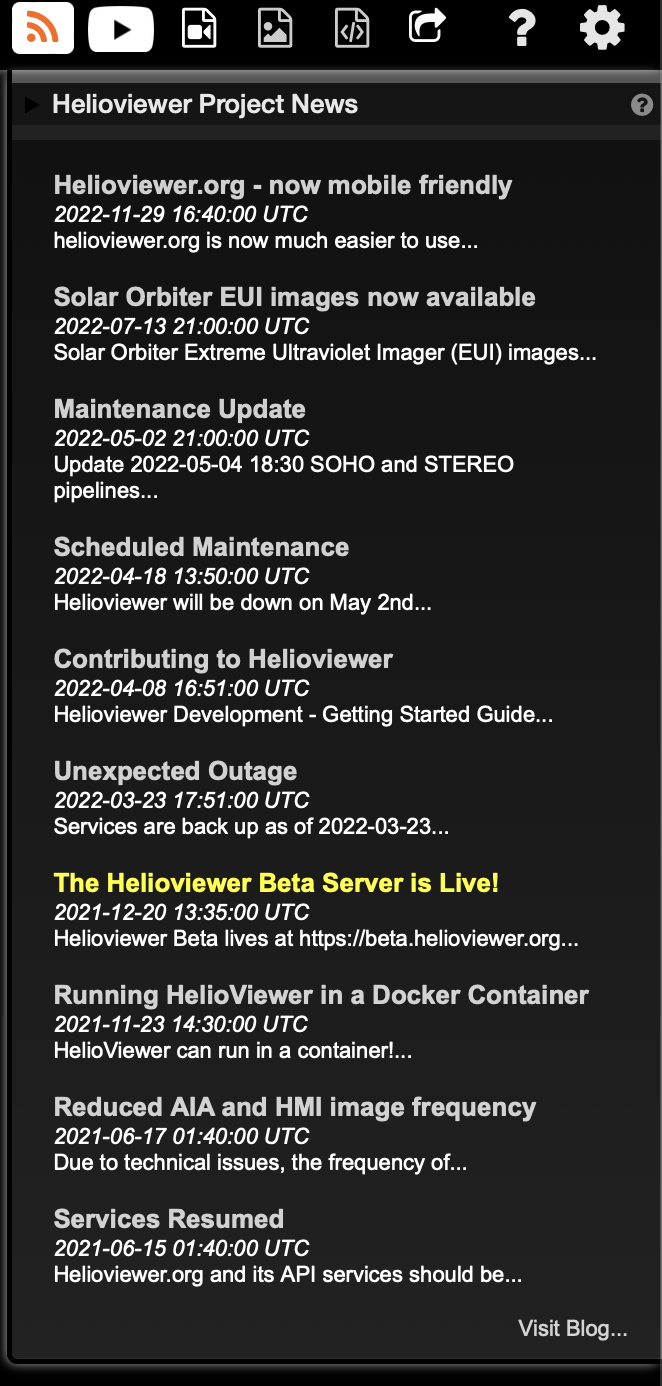 Helioviewer Project News
Helioviewer.org - now mobile friendly
2022-11-29 16:40:00 UTC
helioviewer.org is now much easier to use...
Solar Orbiter EUI images now available
2022-07-13 21:00:00 UTC
Solar Orbiter Extreme Ultraviolet Imager (EUI) images...
Maintenance Update
2022-05-02 21:00:00 UTC
Update 2022-05-04 18:30 SOHO and STEREO
pipelines...
Scheduled Maintenance
2022-04-18 13:50:00 UTC
Helioviewer will be down on May 2nd...
Contributing to Helioviewer
2022-04-08 16:51:00 UTC
Helioviewer Development - Getting Started Guide...
Unexpected Outage
2022-03-23 17:51:00 UTC
Services are back up as of 2022-03-23...
The Helioviewer Beta Server is Live!
2021-12-20 13:35:00 UTC
Helioviewer Beta lives at https://beta.helioviewer.org...
Running HelioViewer in a Docker Container
2021-11-23 14:30:00 UTC
HelioViewer can run in a container!...
Reduced AIA and HMI image frequency
2021-06-17 01:40:00 UTC
Due to technical issues, the frequency of...
Services Resumed
2021-06-15 01:40:00 UTC
Helioviewer.org and its API services should be...
Visit Blog...